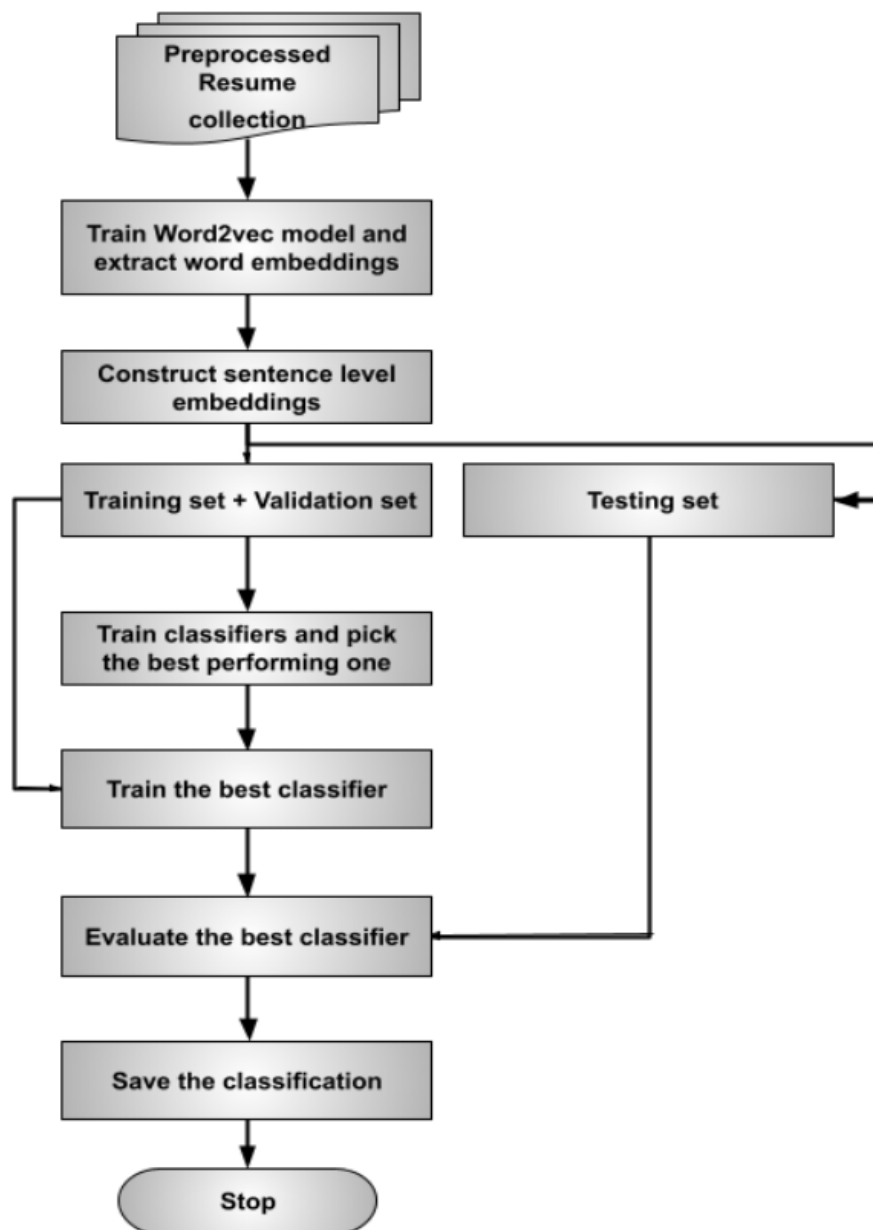 Preprocessed
Resume
collection
Train Word2vec model and
extract word embeddings
Construct sentence level
embeddings
Training set + Validation set
Testing set
Train classifiers and pick
the best performing one
Train the best classifier
Evaluate the best classifier
Save the classification
Stop